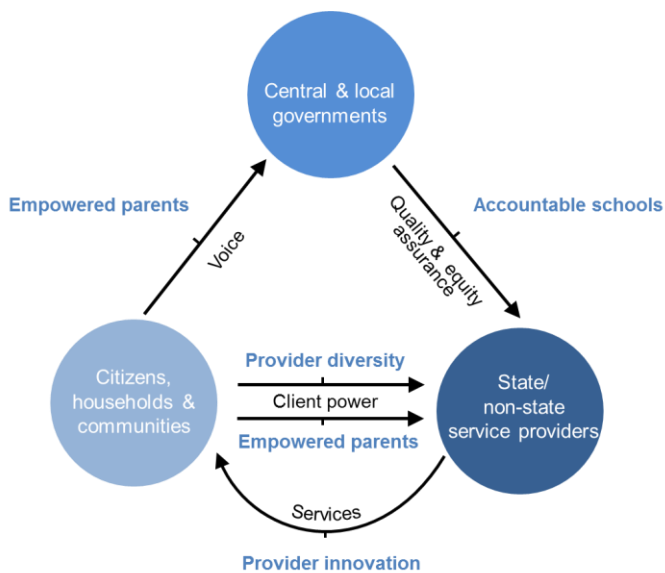 Central & local
governments
Empowered parents
Voice
Quality & equity
assurance
Accountable schools
Citizens,
households &
communities
Provider diversity
Client power
Empowered parents
State/
non-state
service providers
Services
Provider innovation